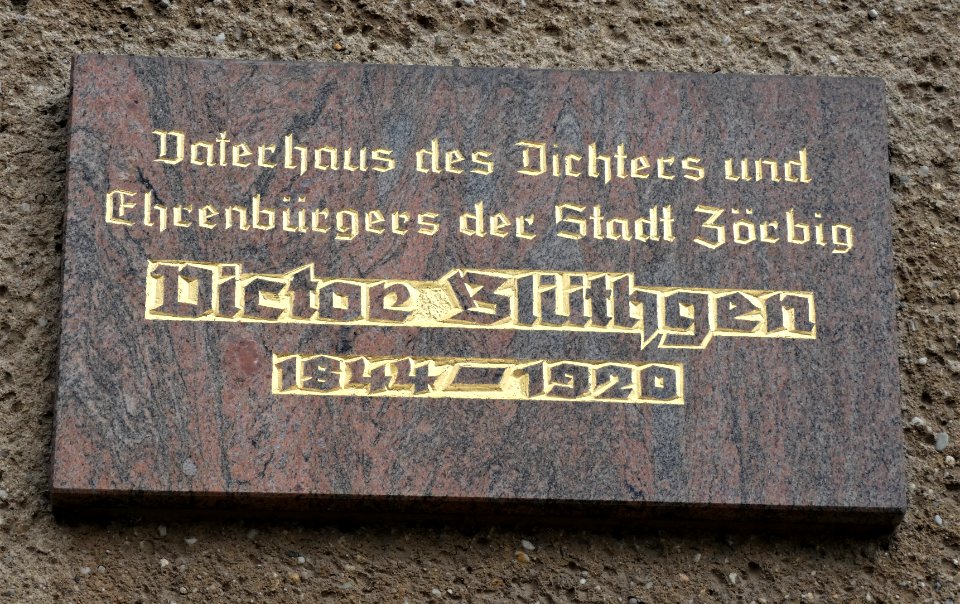 Vaterhaus des Dichters und
Ehrenbürgers der Stadt Zörbig
Victor Blüthgen
1844 – 1920